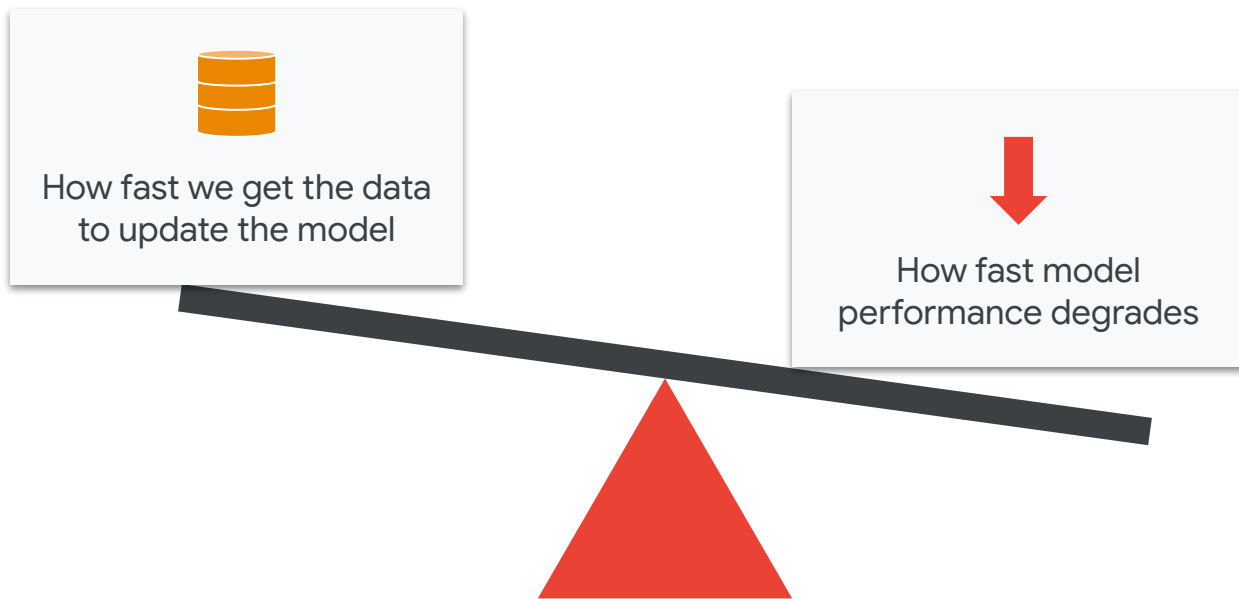 How fast we get the data
to update the model
How fast model
performance degrades